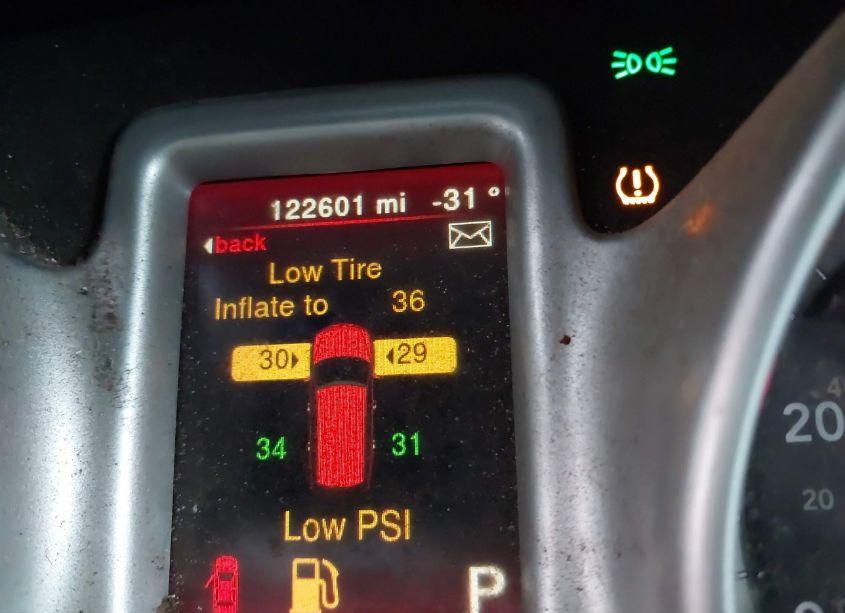 122601 mi -31 °
back
Low Tire
Inflate to 36
30 29
34 31
Low PSI
P
20
20